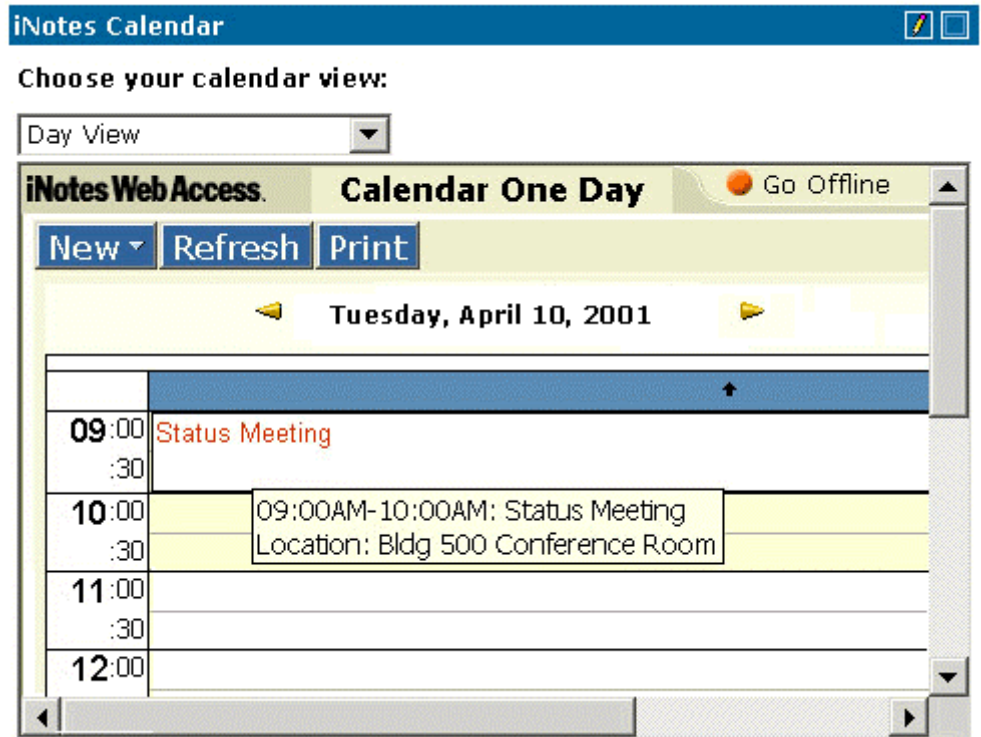 iNotes Calendar
Choose your calendar view:
Day View
iNotes Web Access.
Calendar One Day
Go Offline
New
Refresh
Print
Tuesday, April 10, 2001
09:00 Status Meeting
:30
10:00
09:00AM-10:00AM: Status Meeting
:30
Location: Bldg 500 Conference Room
11:00
:30
12:00